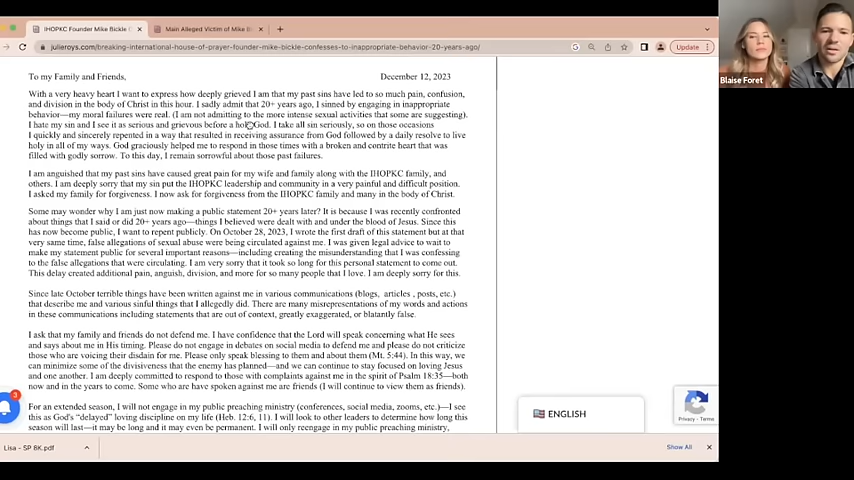 IHOPKC Founder Mike Bickle
Main Alleged Victim of Mike B
julieroys.com/breaking-international-house-of-prayer-founder-mike-bickle-confesses-to-inappropriate-behavior-20-years-ago/
Update
Blaise Foret
To my Family and Friends,
December 12, 2023
With a very heavy heart I want to express how deeply grieved I am that my past sins have led to so much pain, confusion,
and division in the body of Christ in this hour. I sadly admit that 20+ years ago, I sinned by engaging in inappropriate
behavior—my moral failures were real. (I am not admitting to the more intense sexual activities that some are suggesting).
I hate my sin and I see it as serious and grievous before a holy God. I take all sin seriously, so on those occasions
I quickly and sincerely repented in a way that resulted in receiving assurance from God followed by a daily resolve to live
holy in all of my ways. God graciously helped me to respond in those times with a broken and contrite heart that was
filled with godly sorrow. To this day, I remain sorrowful about those past failures.
I am anguished that my past sins have caused great pain for my wife and family along with the IHOPKC family, and
others. I am deeply sorry that my sin put the IHOPKC leadership and community in a very painful and difficult position.
I asked my family for forgiveness. I now ask for forgiveness from the IHOPKC family and many in the body of Christ.
Some may wonder why I am just now making a public statement 20+ years later? It is because I was recently confronted
about things that I said or did 20+ years ago—things I believed were dealt with and under the blood of Jesus. Since this
has now become public, I want to repent publicly. On October 28, 2023, I wrote the first draft of this statement but at that
very same time, false allegations of sexual abuse were being circulated against me. I was given legal advice to wait to
make my statement public for several important reasons—including creating the misunderstanding that I was confessing
to the false allegations that were circulating. I am very sorry that it took so long for this personal statement to come out.
This delay created additional pain, anguish, division, and more for so many people that I love. I am deeply sorry for this.
Since late October terrible things have been written against me in various communications (blogs, articles , posts, etc.)
that describe me and various sinful things that I allegedly did. There are many misrepresentations of my words and actions
in these communications including statements that are out of context, greatly exaggerated, or blatantly false.
I ask that my family and friends do not defend me. I have confidence that the Lord will speak concerning what He sees
and says about me in His timing. Please do not engage in debates on social media to defend me and please do not criticize
those who are voicing their disdain for me. Please only speak blessing to them and about them (Mt. 5:44). In this way, we
can minimize some of the divisiveness that the enemy has planned—and we can continue to stay focused on loving Jesus
and one another. I am deeply committed to respond to those with complaints against me in the spirit of Psalm 18:35—both
now and in the years to come. Some who are have spoken against me are friends (I will continue to view them as friends).
For an extended season, I will not engage in my public preaching ministry (conferences, social media, zooms, etc.)—I see
this as God's "delayed" loving discipline on my life (Heb. 12:6, 11). I will look to other leaders to determine how long this
season will last—it may be long and it may even be permanent. I will only reengage in my public preaching ministry,
3
ENGLISH
Privacy - Terms
Lisa – SP 8K.pdf
Show All